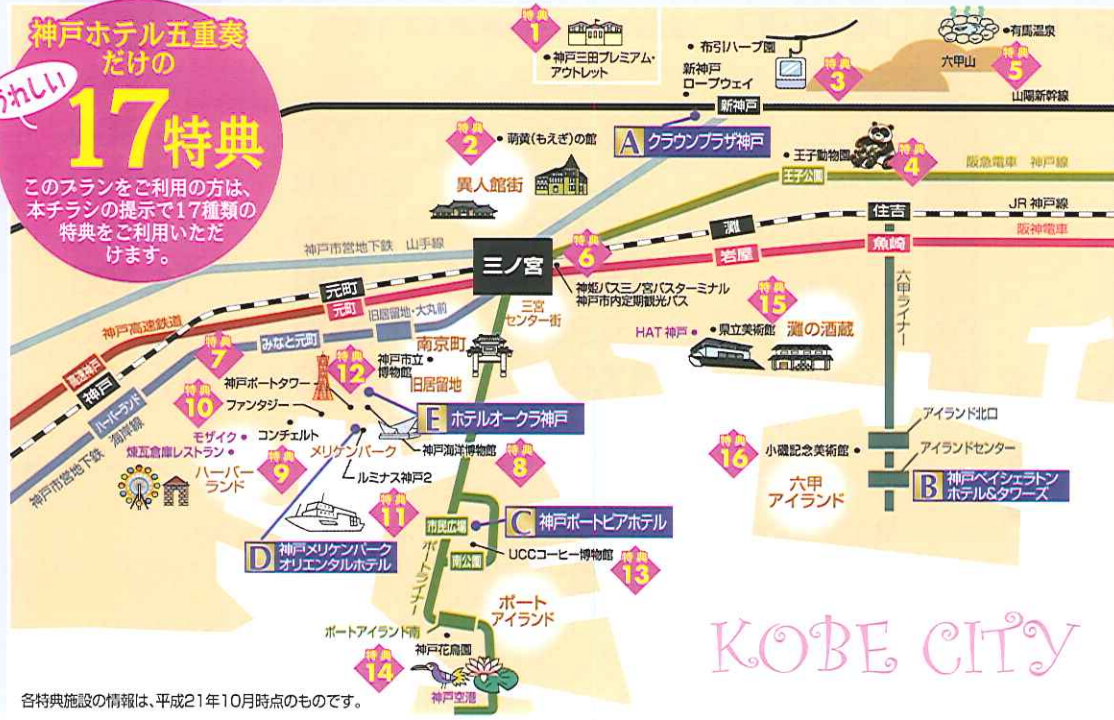 神戸ホテル五重奏
だけの
うれしい
17特典
このプランをご利用の方は、
本チラシの提示で17種類の
特典をご利用いただ
けます。
特典
1
神戸三田プレミアム・
アウトレット
布引ハーブ園
新神戸
ロープウェイ
特典
3
有馬温泉
六甲山
特典
5
山陽新幹線
新神戸
A クラウンプラザ神戸
特典
2
萌黄(もえぎ)の館
異人館街
王子動物園
王子公園
特典
4
阪急電車 神戸線
JR 神戸線
阪神電車
住吉
魚崎
灘
岩屋
神戸市営地下鉄 山手線
三ノ宮
特典
6
神姫バス三ノ宮バスターミナル
神戸市内定期観光バス
三宮
センター街
特典
15
HAT 神戸
県立美術館
灘の酒蔵
六甲ライナー
元町
元町
旧居留地・大丸前
みなと元町
神戸高速鉄道
高速神戸
神戸
ハーバーランド
海岸線
神戸市営地下鉄
特典
7
南京町
特典
12
神戸市立
博物館
旧居留地
神戸ポートタワー
特典
10
ファンタジー
コンチェルト
モザイク
煉瓦倉庫レストラン
ハーバー
ランド
特典
9
メリケンパーク
E ホテルオークラ神戸
神戸海洋博物館
特典
8
ルミナス神戸2
特典
11
D 神戸メリケンパーク
オリエンタルホテル
市民広場
C 神戸ポートピアホテル
UCCコーヒー博物館
南公園
特典
13
ポートライナー
ポート
アイランド
ポートアイランド南
神戸花鳥園
特典
14
神戸空港
特典
16
小磯記念美術館
アイランド北口
アイランドセンター
六甲
アイランド
B 神戸ベイシェラトン
ホテル&タワーズ
KOBE CITY
各特典施設の情報は、平成21年10月時点のものです。